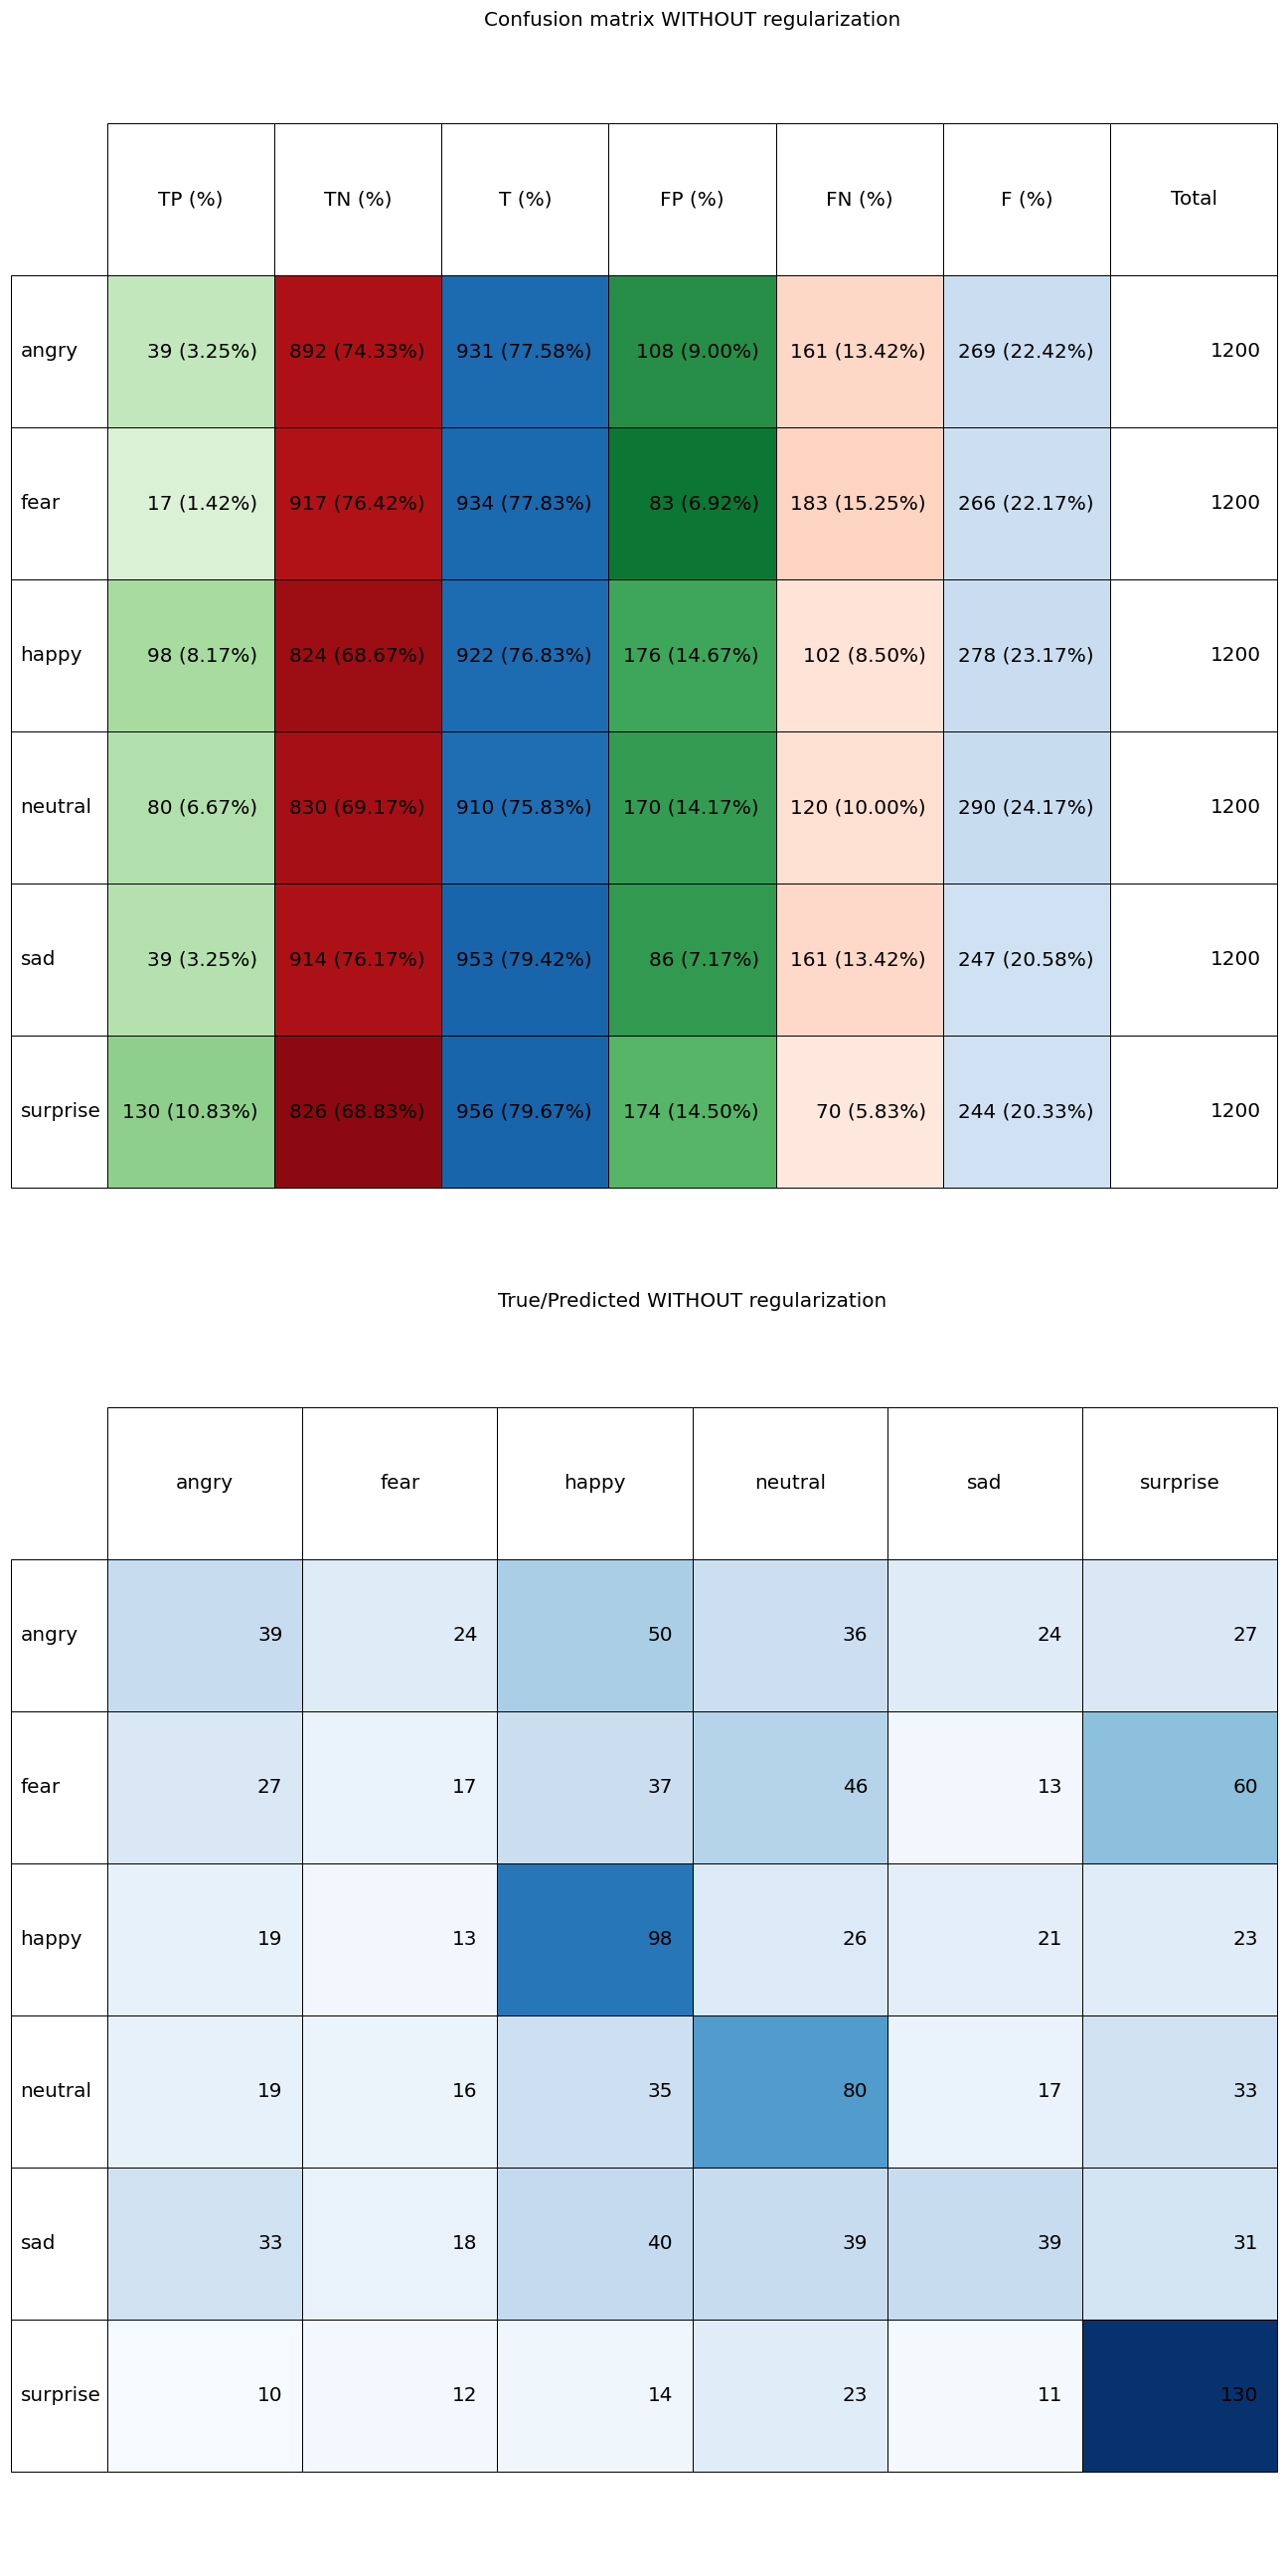 Confusion matrix WITHOUT regularization
TP (%) TN (%) T (%) FP (%) FN (%) F (%) Total
angry 39 (3.25%) 892 (74.33%) 931 (77.58%) 108 (9.00%) 161 (13.42%) 269 (22.42%) 1200
fear 17 (1.42%) 917 (76.42%) 934 (77.83%) 83 (6.92%) 183 (15.25%) 266 (22.17%) 1200
happy 98 (8.17%) 824 (68.67%) 922 (76.83%) 176 (14.67%) 102 (8.50%) 278 (23.17%) 1200
neutral 80 (6.67%) 830 (69.17%) 910 (75.83%) 170 (14.17%) 120 (10.00%) 290 (24.17%) 1200
sad 39 (3.25%) 914 (76.17%) 953 (79.42%) 86 (7.17%) 161 (13.42%) 247 (20.58%) 1200
surprise 130 (10.83%) 826 (68.83%) 956 (79.67%) 174 (14.50%) 70 (5.83%) 244 (20.33%) 1200
True/Predicted WITHOUT regularization
angry fear happy neutral sad surprise
angry 39 24 50 36 24 27
fear 27 17 37 46 13 60
happy 19 13 98 26 21 23
neutral 19 16 35 80 17 33
sad 33 18 40 39 39 31
surprise 10 12 14 23 11 130